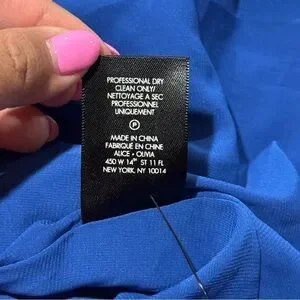 PROFESSIONAL DRY
CLEAN ONLY/
NETTOYAGE A SEC
PROFESSIONNEL
UNIQUEMENT
P
MADE IN CHINA
FABRIQUÉ EN CHINE
ALICE + OLIVIA
450 W 14TH ST 11 FL
NEW YORK, NY 10014